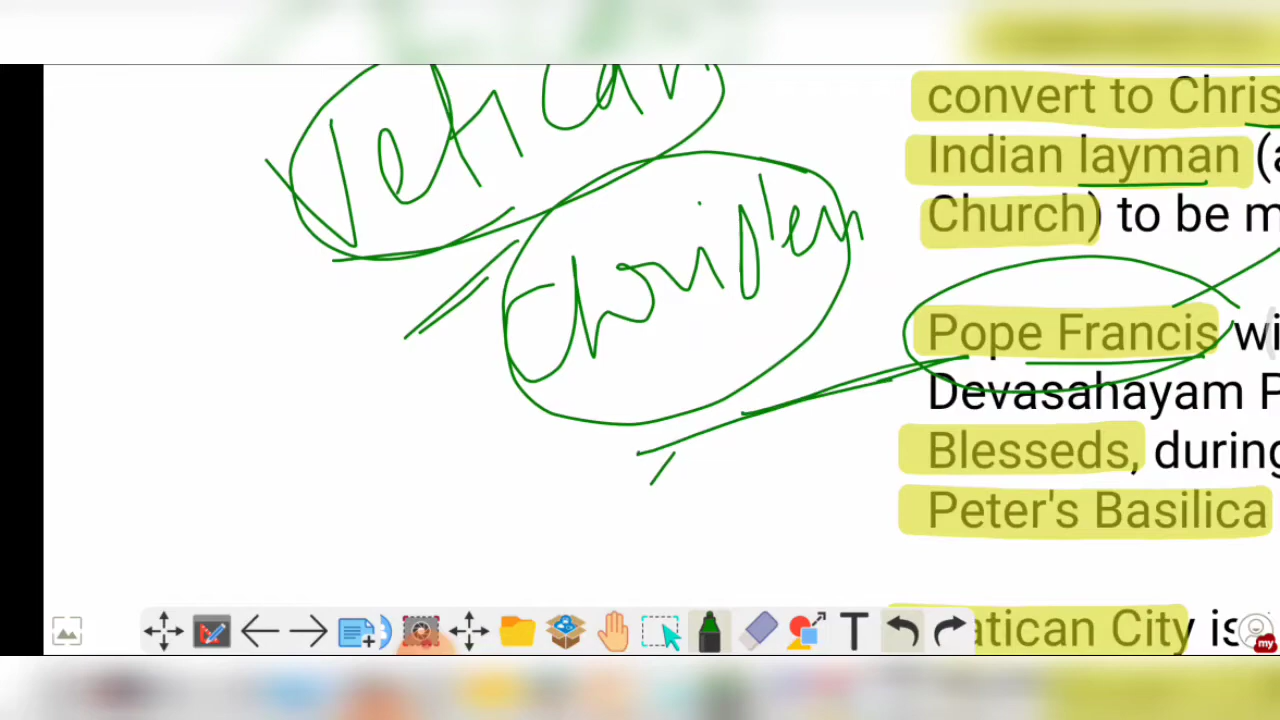 Vetican
Christen
convert to Chris
Indian layman (a
Church) to be m
Pope Francis wi
Devasahayam P
Blesseds, during
Peter's Basilica
atican City is
T
my